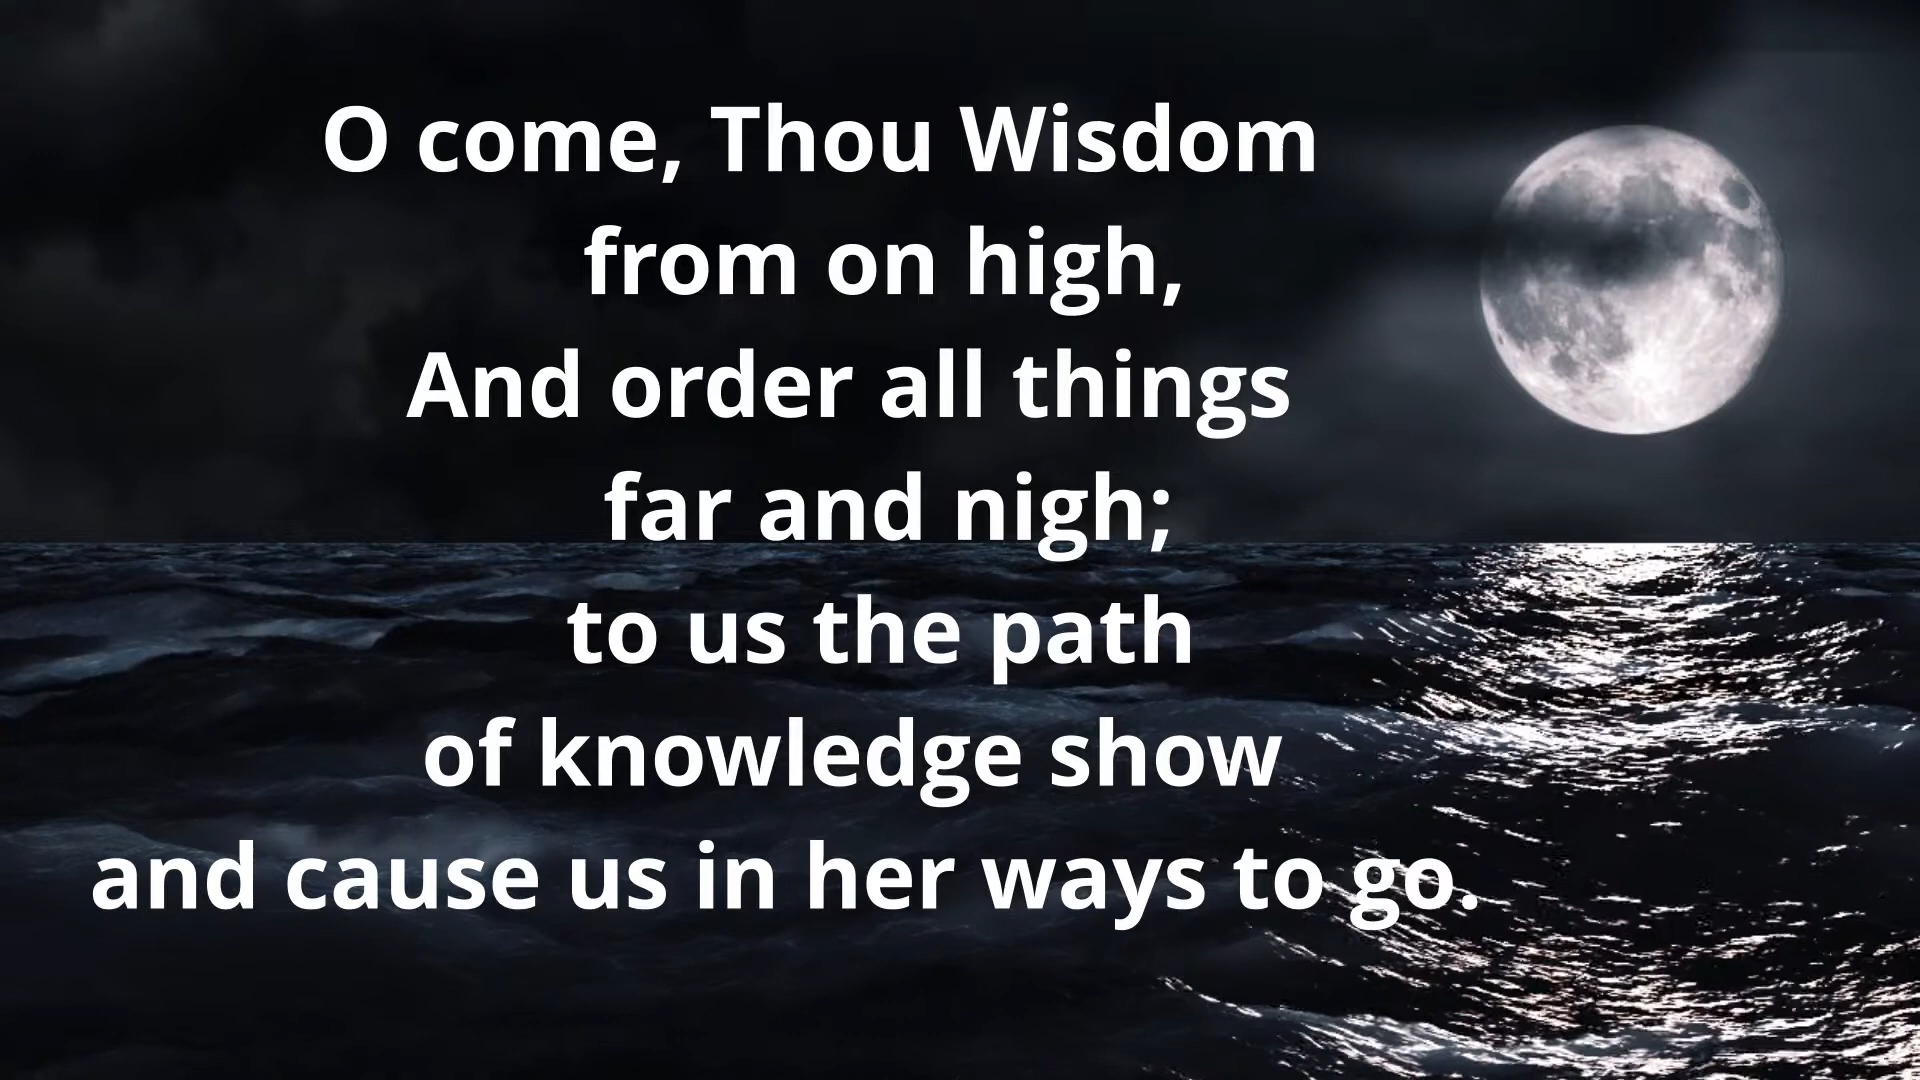 O come, Thou Wisdom
from on high,
And order all things
far and nigh;
to us the path
of knowledge show
and cause us in her ways to go.